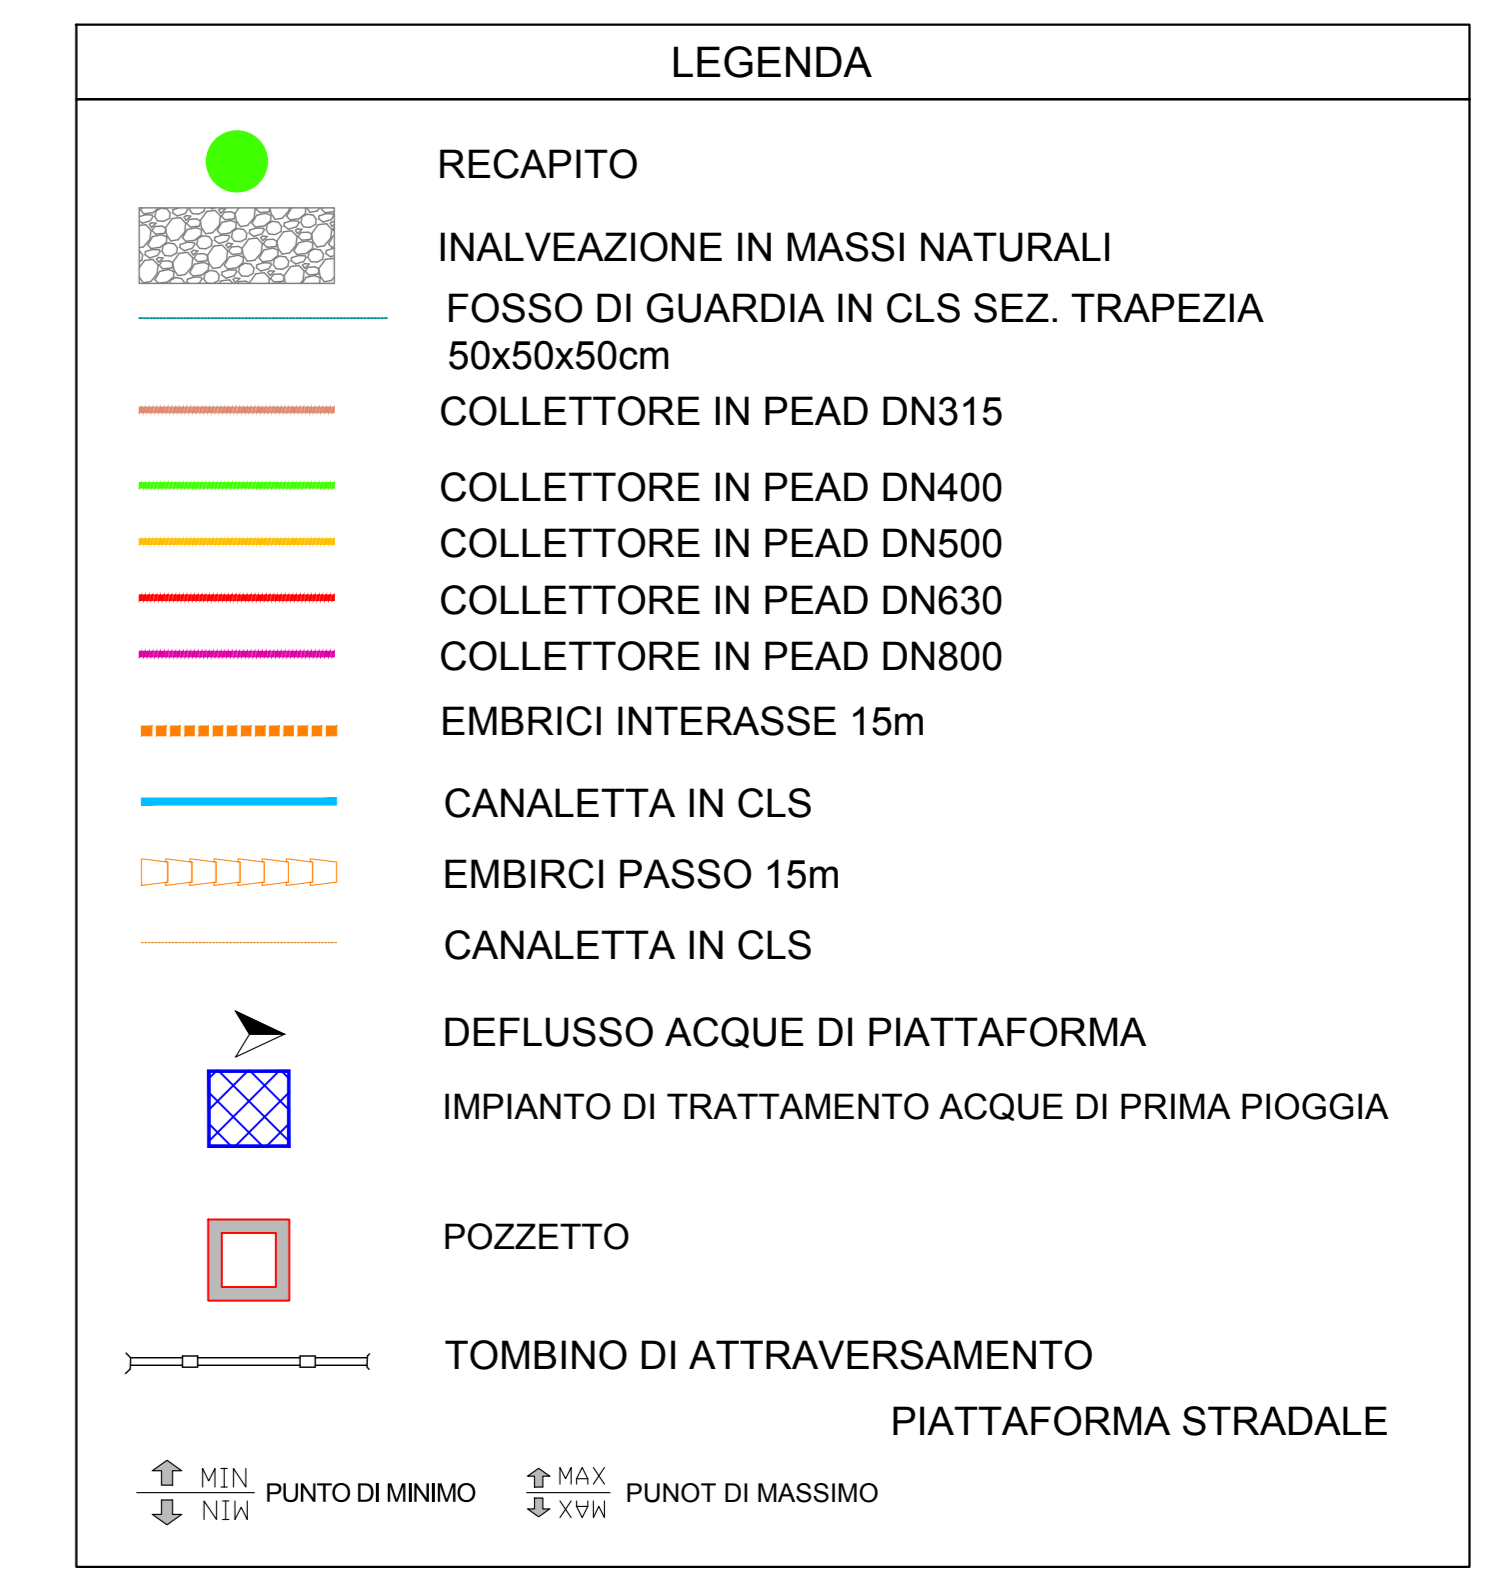 LEGENDA
RECAPITO
INALVEAZIONE IN MASSI NATURALI
FOSSO DI GUARDIA IN CLS SEZ. TRAPEZIA
50x50x50cm
COLLETTORE IN PEAD DN315
COLLETTORE IN PEAD DN400
COLLETTORE IN PEAD DN500
COLLETTORE IN PEAD DN630
COLLETTORE IN PEAD DN800
EMBRICI INTERASSE 15m
CANALETTA IN CLS
EMBIRCI PASSO 15m
CANALETTA IN CLS
DEFLUSSO ACQUE DI PIATTAFORMA
IMPIANTO DI TRATTAMENTO ACQUE DI PRIMA PIOGGIA
POZZETTO
TOMBINO DI ATTRAVERSAMENTO
PIATTAFORMA STRADALE
MIN
MIN
PUNTO DI MINIMO
MAX
MAX
PUNOT DI MASSIMO